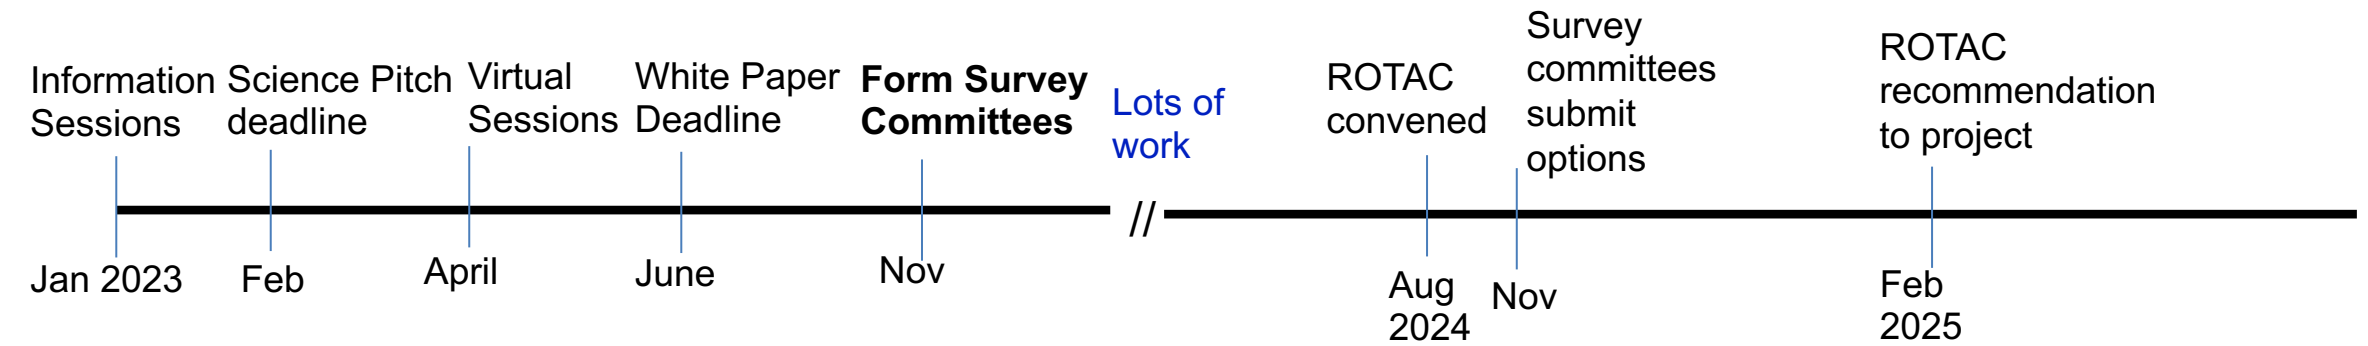 Information
Sessions
Science Pitch
deadline
Virtual
Sessions
White Paper
Deadline
Form Survey
Committees
Lots of
work
ROTAC
convened
Survey
committees
submit
options
ROTAC
recommendation
to project
//
Jan 2023
Feb
April
June
Nov
Aug
2024
Nov
Feb
2025